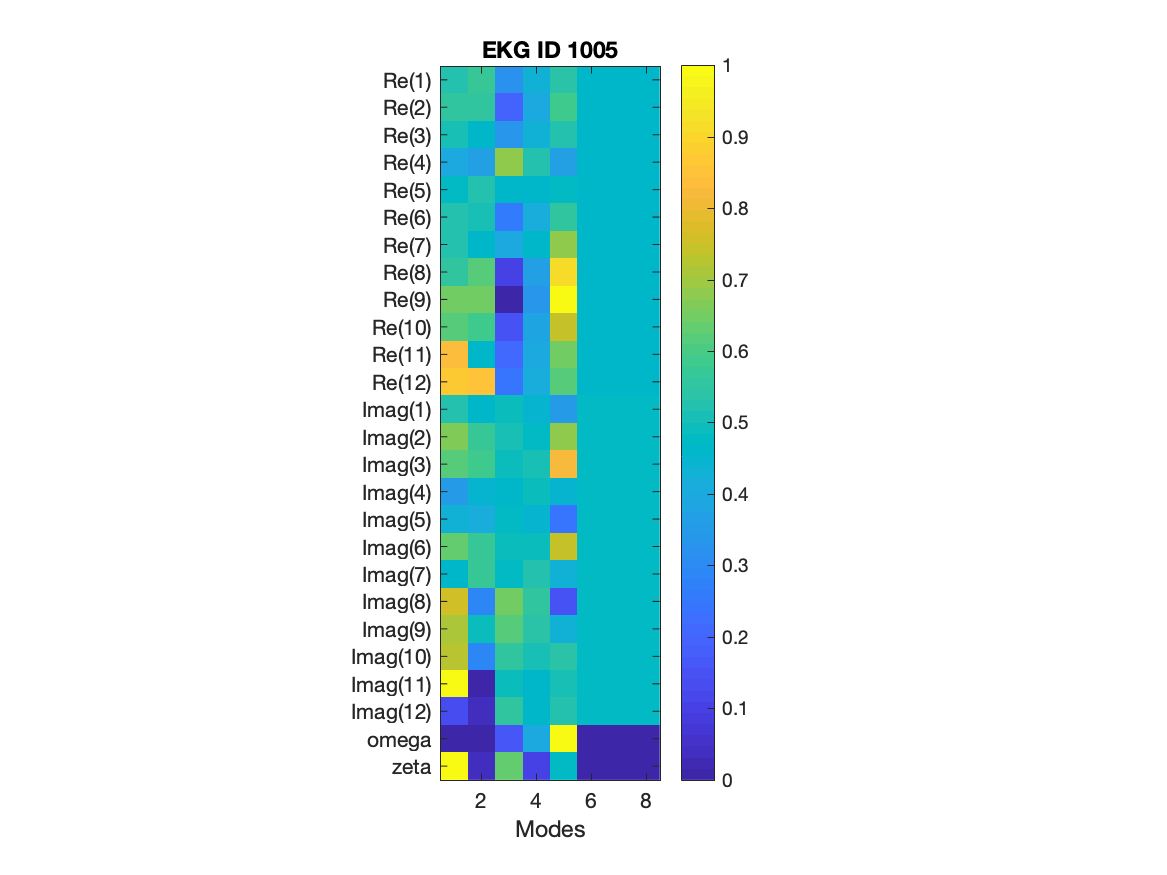 EKG ID 1005
Re(1)
Re(2)
Re(3)
Re(4)
Re(5)
Re(6)
Re(7)
Re(8)
Re(9)
Re(10)
Re(11)
Re(12)
Imag(1)
Imag(2)
Imag(3)
Imag(4)
Imag(5)
Imag(6)
Imag(7)
Imag(8)
Imag(9)
Imag(10)
Imag(11)
Imag(12)
omega
zeta
2 4 6 8
Modes
1
0.9
0.8
0.7
0.6
0.5
0.4
0.3
0.2
0.1
0